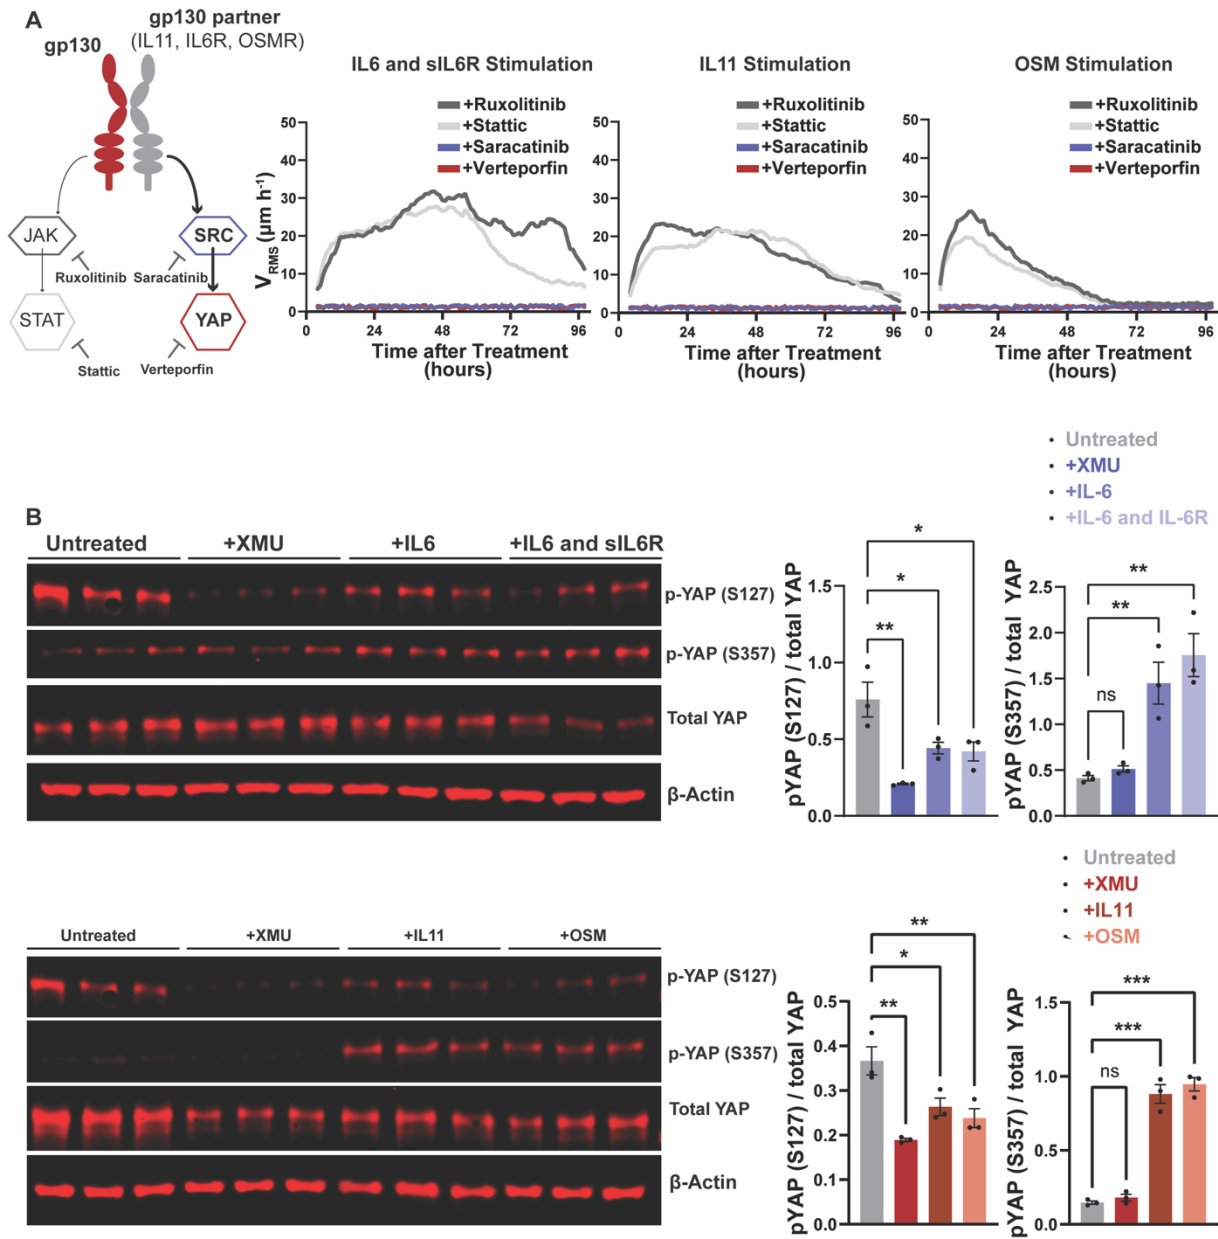 A
gp130 partner
(IL11, IL6R, OSMR)
gp130
JAK
SRC
Ruxolitinib
Saracatinib
STAT
YAP
Stattic
Verteporfin
IL6 and sIL6R Stimulation
+Ruxolitinib
+Stattic
+Saracatinib
+Verteporfin
V RMS (µm h-1)
50
40
30
20
10
0
0 24 48 72 96
Time after Treatment
(hours)
IL11 Stimulation
+Ruxolitinib
+Stattic
+Saracatinib
+Verteporfin
50
40
30
20
10
0
0 24 48 72 96
Time after Treatment
(hours)
OSM Stimulation
+Ruxolitinib
+Stattic
+Saracatinib
+Verteporfin
50
40
30
20
10
0
0 24 48 72 96
Time after Treatment
(hours)
• Untreated
• +XMU
• +IL-6
• +IL-6 and IL-6R
B
Untreated +XMU +IL6 +IL6 and sIL6R
p-YAP (S127)
p-YAP (S357)
Total YAP
β-Actin
pYAP (S127) / total YAP
1.5
1.0
0.5
0.0
*
*
**
pYAP (S357) / total YAP
2.5
2.0
1.5
1.0
0.5
0.0
**
**
ns
• Untreated
• +XMU
• +IL11
• +OSM
Untreated +XMU +IL11 +OSM
p-YAP (S127)
p-YAP (S357)
Total YAP
β-Actin
pYAP (S127) / total YAP
0.5
0.4
0.3
0.2
0.1
0.0
**
*
**
pYAP (S357) / total YAP
1.5
1.0
0.5
0.0
***
***
ns